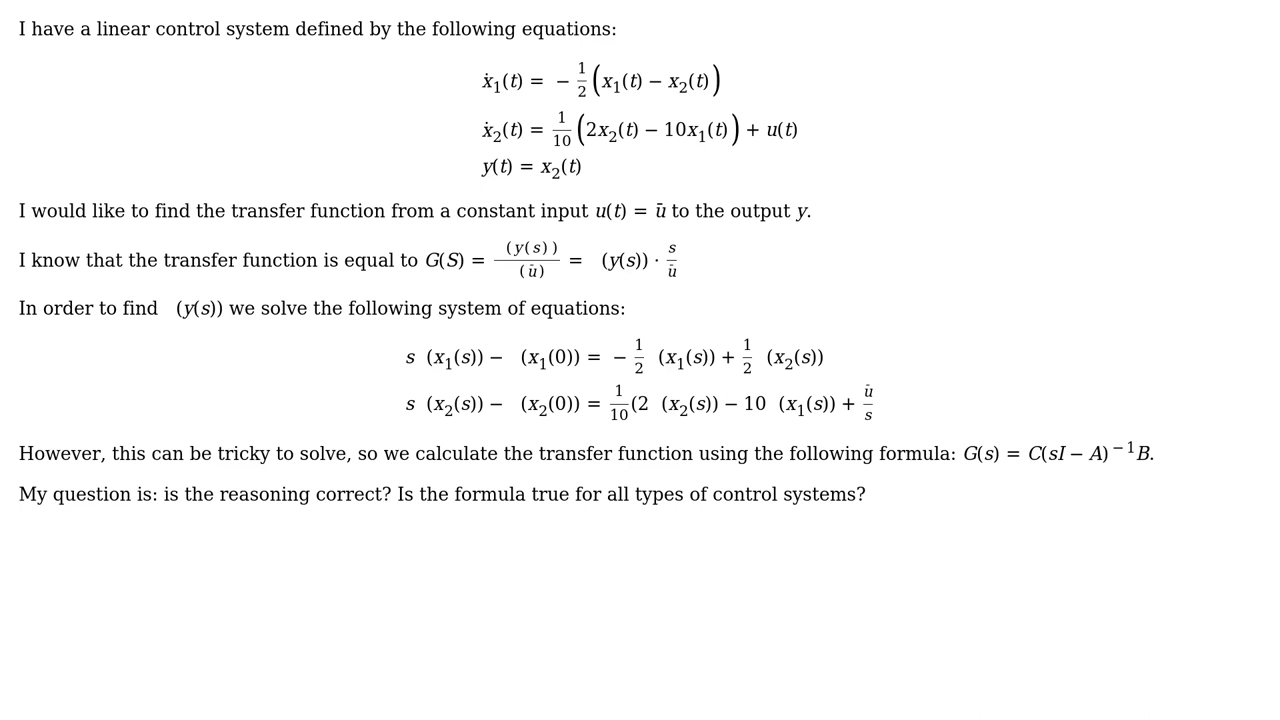 I have a linear control system defined by the following equations:
ẋ₁(t) = − 1/2 (x₁(t) − x₂(t))
ẋ₂(t) = 1/10 (2x₂(t) − 10x₁(t)) + u(t)
y(t) = x₂(t)
I would like to find the transfer function from a constant input u(t) = ū to the output y.
I know that the transfer function is equal to G(S) = (y(s))/(ū) = (y(s)) · s/ū
In order to find (y(s)) we solve the following system of equations:
s (x₁(s)) − (x₁(0)) = − 1/2 (x₁(s)) + 1/2 (x₂(s))
s (x₂(s)) − (x₂(0)) = 1/10 (2 (x₂(s)) − 10 (x₁(s)) + ū/s
However, this can be tricky to solve, so we calculate the transfer function using the following formula: G(s) = C(sI − A)⁻¹B.
My question is: is the reasoning correct? Is the formula true for all types of control systems?